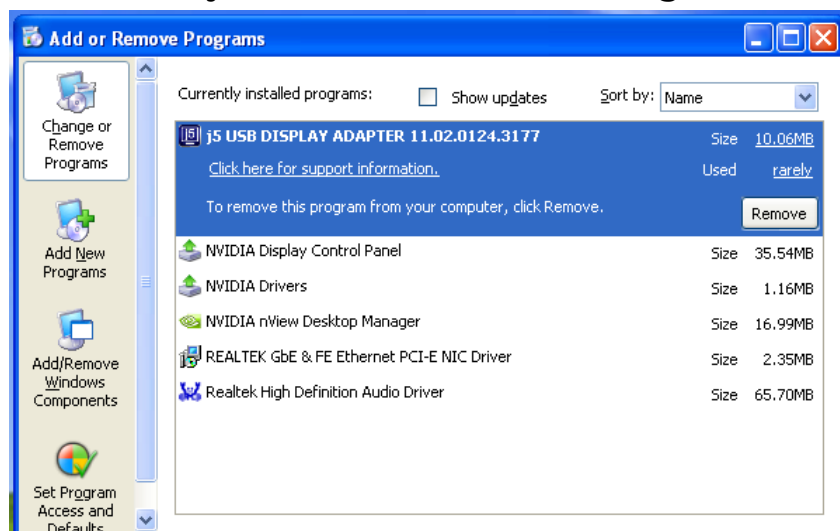 Add or Remove Programs
Change or
Remove
Programs
Add New
Programs
Add/Remove
Windows
Components
Set Program
Access and
Defaults
Currently installed programs: Show updates Sort by: Name
j5 USB DISPLAY ADAPTER 11.02.0124.3177 Size 10.06MB
Click here for support information. Used rarely
To remove this program from your computer, click Remove. Remove
NVIDIA Display Control Panel Size 35.54MB
NVIDIA Drivers Size 1.16MB
NVIDIA nView Desktop Manager Size 16.99MB
REALTEK GbE & FE Ethernet PCI-E NIC Driver Size 2.35MB
Realtek High Definition Audio Driver Size 65.70MB